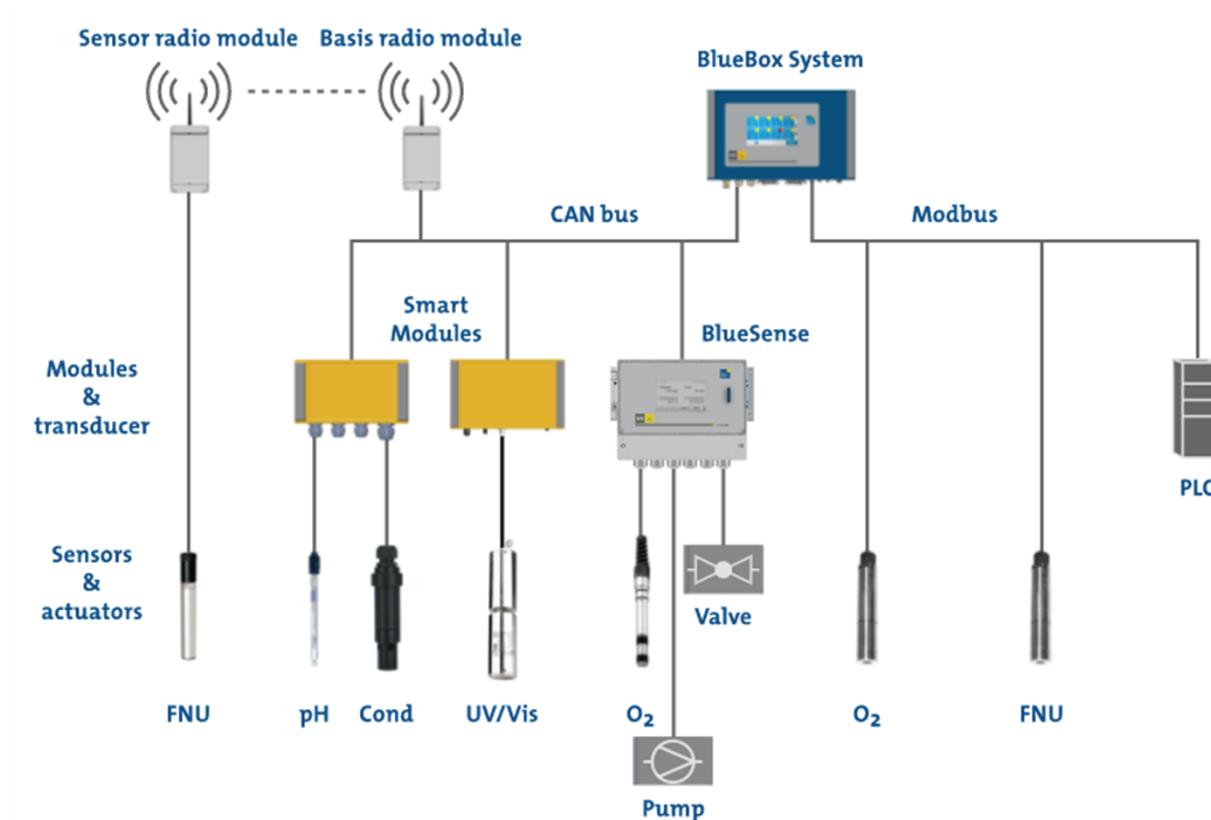 Sensor radio module
Basis radio module
BlueBox System
CAN bus
Modbus
Smart
Modules
BlueSense
Modules
&
transducer
PLC
Sensors
&
actuators
Valve
FNU
pH
Cond
UV/Vis
O₂
O₂
FNU
Pump